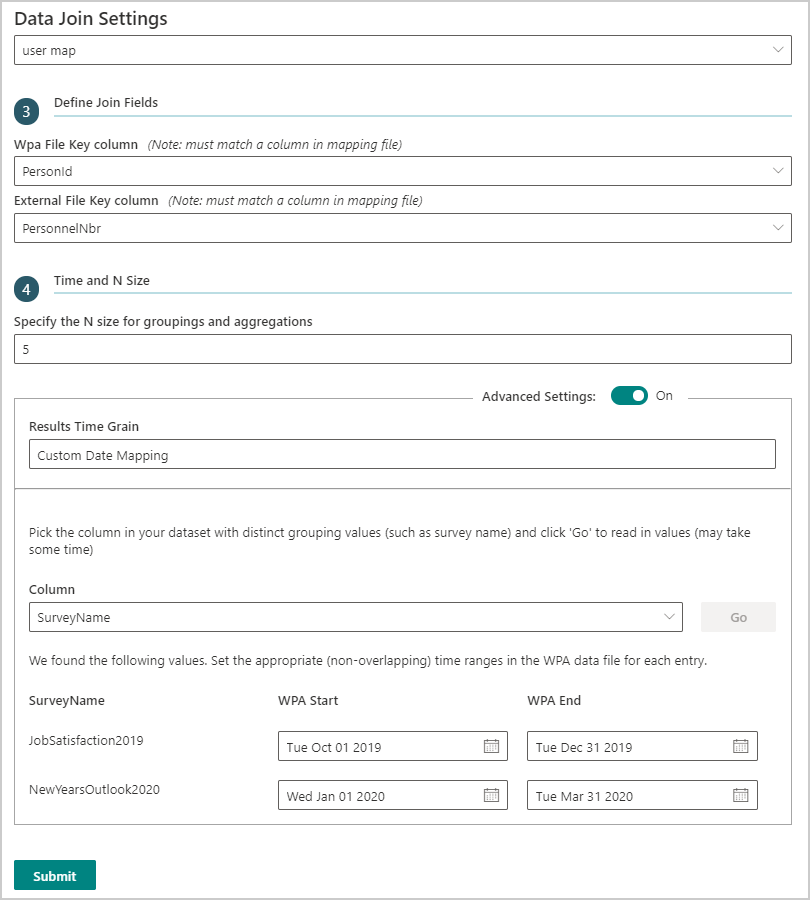 Data Join Settings
user map
3 Define Join Fields
Wpa File Key column (Note: must match a column in mapping file)
PersonId
External File Key column (Note: must match a column in mapping file)
PersonnelNbr
4 Time and N Size
Specify the N size for groupings and aggregations
5
Advanced Settings: On
Results Time Grain
Custom Date Mapping
Pick the column in your dataset with distinct grouping values (such as survey name) and click 'Go' to read in values (may take
some time)
Column
SurveyName Go
We found the following values. Set the appropriate (non-overlapping) time ranges in the WPA data file for each entry.
SurveyName WPA Start WPA End
JobSatisfaction2019 Tue Oct 01 2019 Tue Dec 31 2019
NewYearsOutlook2020 Wed Jan 01 2020 Tue Mar 31 2020
Submit